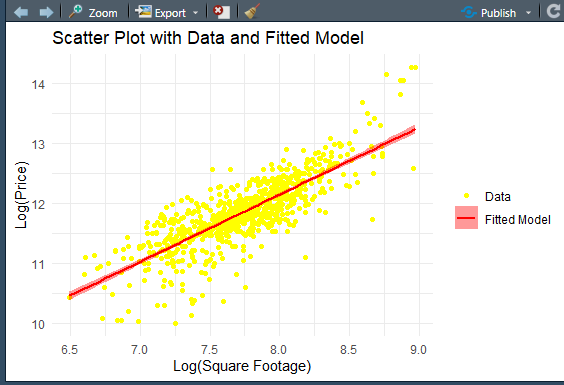 Zoom Export Publish
Scatter Plot with Data and Fitted Model
14
13
12
11
10
Log(Price)
6.5 7.0 7.5 8.0 8.5 9.0
Log(Square Footage)
Data
Fitted Model